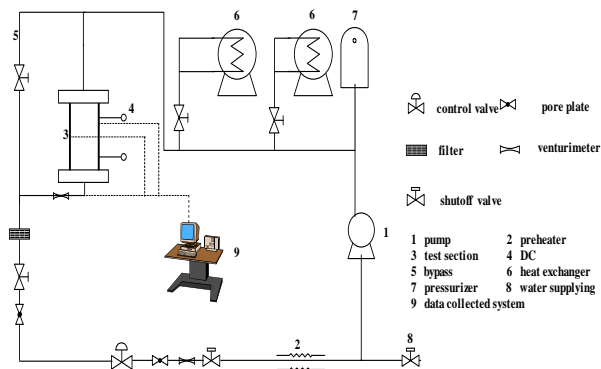 6
6
7
5
4
3
control valve
pore plate
filter
venturimeter
shutoff valve
1
9
1 pump
2 preheater
3 test section
4 DC
5 bypass
6 heat exchanger
7 pressurizer
8 water supplying
9 data collected system
2
8